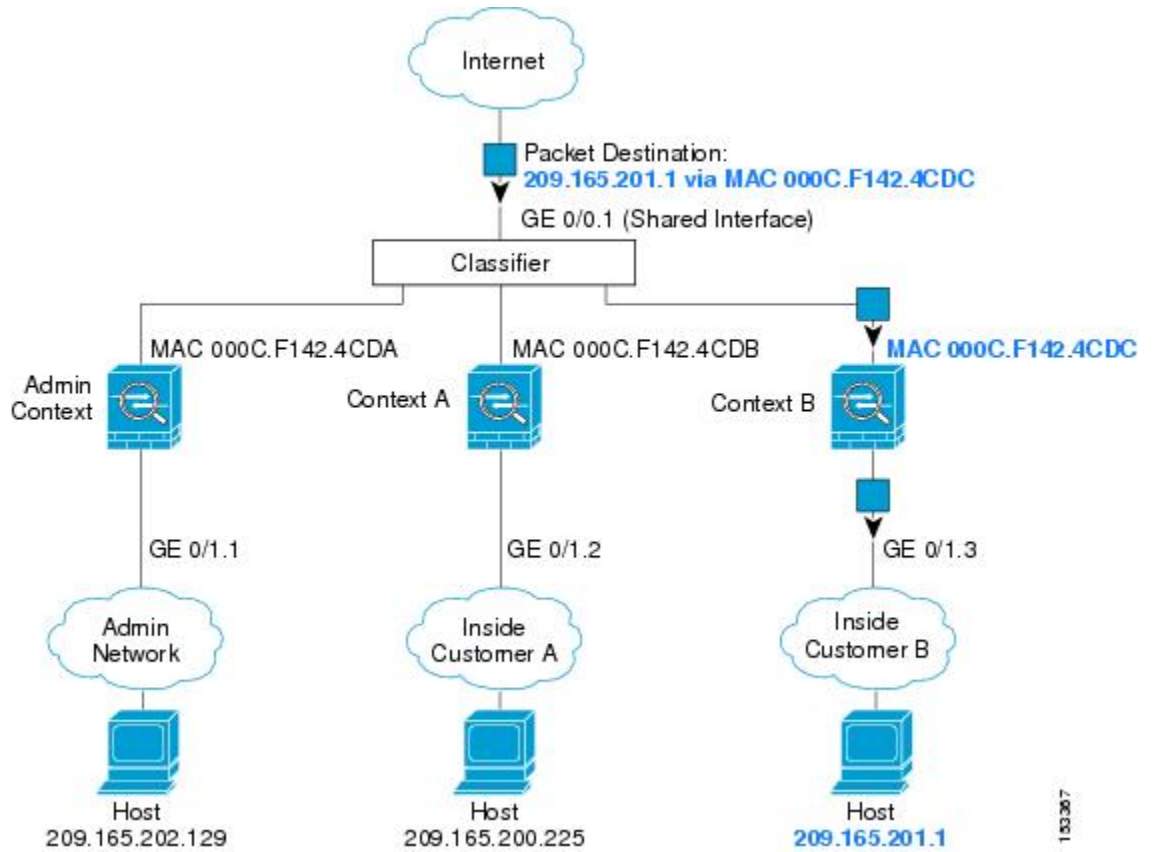 Internet
Packet Destination:
209.165.201.1 via MAC 000C.F142.4CDC
GE 0/0.1 (Shared Interface)
Classifier
MAC 000C.F142.4CDA
MAC 000C.F142.4CDB
MAC 000C.F142.4CDC
Admin
Context
Context A
Context B
GE 0/1.1
GE 0/1.2
GE 0/1.3
Admin
Network
Inside
Customer A
Inside
Customer B
Host
209.165.202.129
Host
209.165.200.225
Host
209.165.201.1
153367